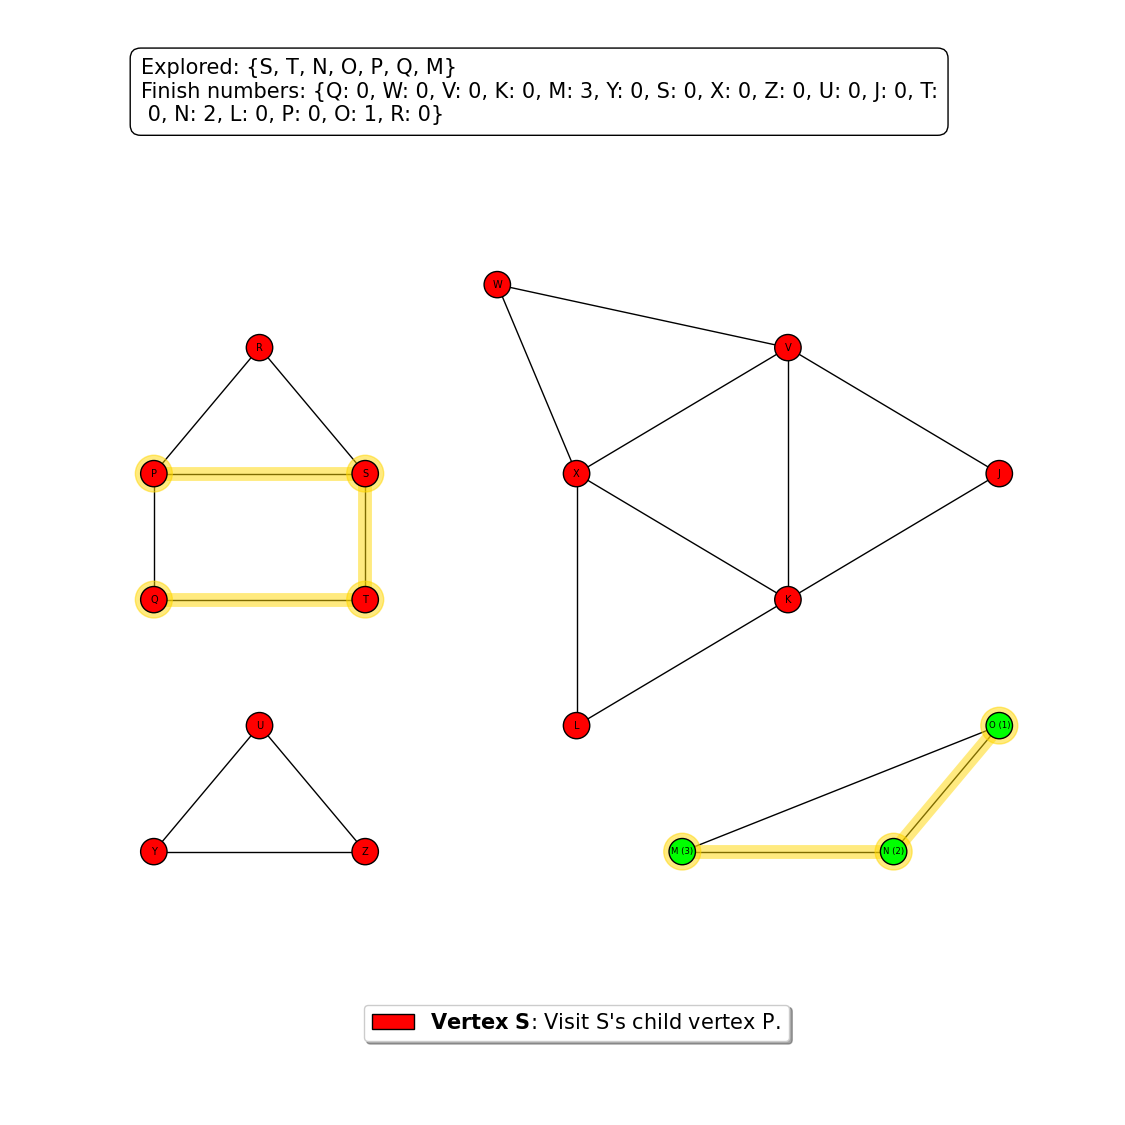 Explored: {S, T, N, O, P, Q, M}
Finish numbers: {Q: 0, W: 0, V: 0, K: 0, M: 3, Y: 0, S: 0, X: 0, Z: 0, U: 0, J: 0, T:
0, N: 2, L: 0, P: 0, O: 1, R: 0}
W
R
V
P
S
X
J
Q
T
K
U
L
O (1)
Y
Z
M (3)
N (2)
Vertex S: Visit S's child vertex P.